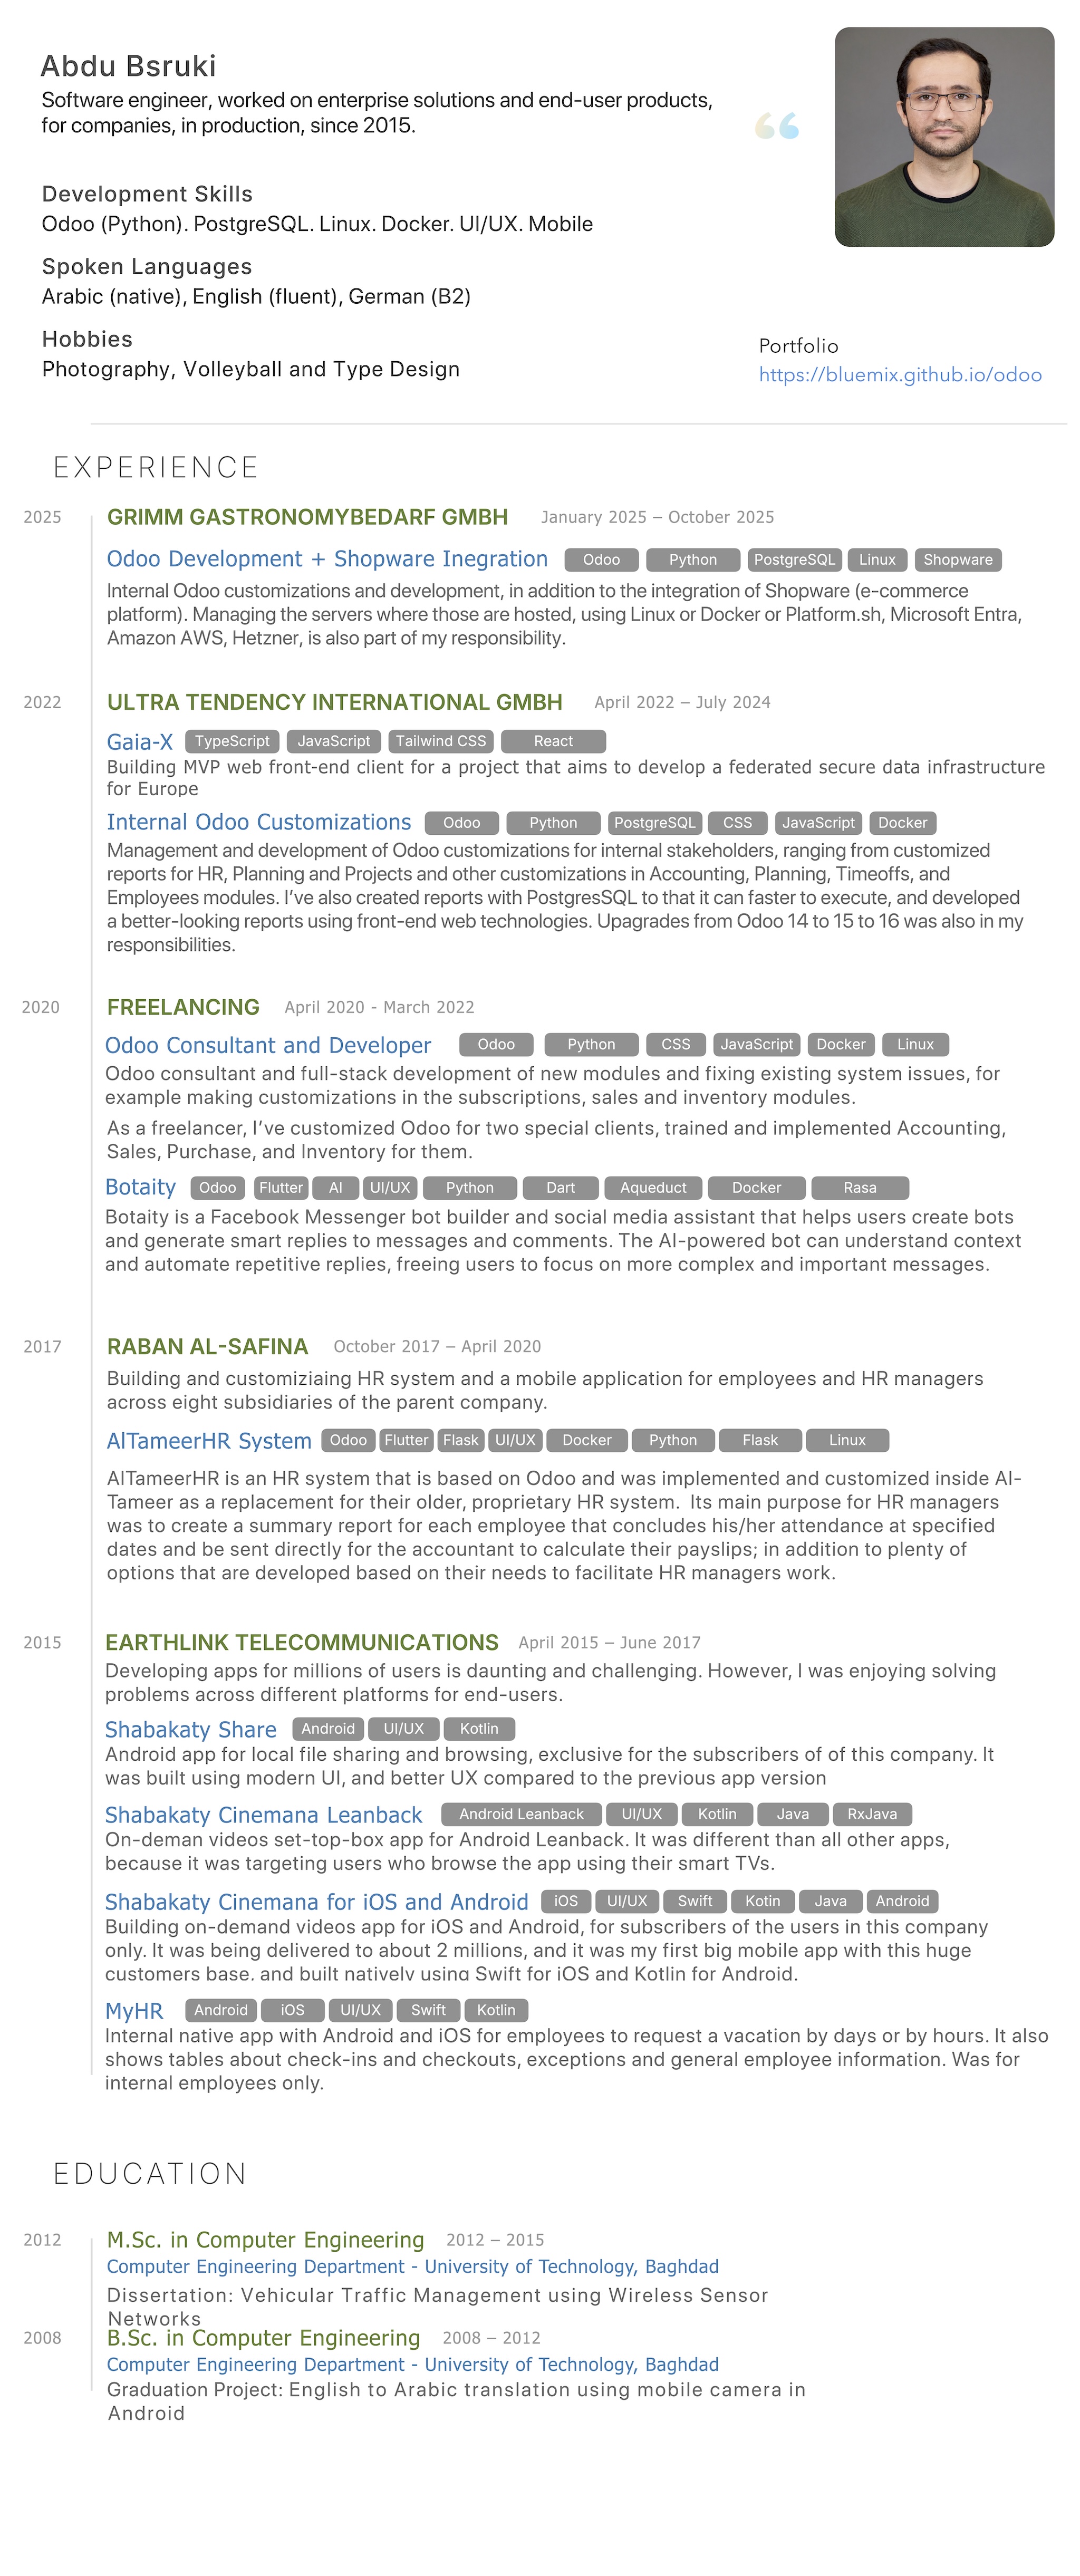 Abdu Bsruki
Software engineer, worked on enterprise solutions and end-user products,
for companies, in production, since 2015.
“
Development Skills
Odoo (Python). PostgreSQL. Linux. Docker. UI/UX. Mobile
Spoken Languages
Arabic (native), English (fluent), German (B2)
Hobbies
Photography, Volleyball and Type Design
Portfolio
https://bluemix.github.io/odoo
EXPERIENCE
2025 GRIMM GASTRONOMYBEDARF GMBH January 2025 – October 2025
Odoo Development + Shopware Inegration Odoo Python PostgreSQL Linux Shopware
Internal Odoo customizations and development, in addition to the integration of Shopware (e-commerce
platform). Managing the servers where those are hosted, using Linux or Docker or Platform.sh, Microsoft Entra,
Amazon AWS, Hetzner, is also part of my responsibility.
2022 ULTRA TENDENCY INTERNATIONAL GMBH April 2022 – July 2024
Gaia-X TypeScript JavaScript Tailwind CSS React
Building MVP web front-end client for a project that aims to develop a federated secure data infrastructure
for Europe
Internal Odoo Customizations Odoo Python PostgreSQL CSS JavaScript Docker
Management and development of Odoo customizations for internal stakeholders, ranging from customized
reports for HR, Planning and Projects and other customizations in Accounting, Planning, Timeoffs, and
Employees modules. I’ve also created reports with PostgresSQL to that it can faster to execute, and developed
a better-looking reports using front-end web technologies. Upagrades from Odoo 14 to 15 to 16 was also in my
responsibilities.
2020 FREELANCING April 2020 - March 2022
Odoo Consultant and Developer Odoo Python CSS JavaScript Docker Linux
Odoo consultant and full-stack development of new modules and fixing existing system issues, for
example making customizations in the subscriptions, sales and inventory modules.
As a freelancer, I’ve customized Odoo for two special clients, trained and implemented Accounting,
Sales, Purchase, and Inventory for them.
Botaity Odoo Flutter AI UI/UX Python Dart Aqueduct Docker Rasa
Botaity is a Facebook Messenger bot builder and social media assistant that helps users create bots
and generate smart replies to messages and comments. The AI-powered bot can understand context
and automate repetitive replies, freeing users to focus on more complex and important messages.
2017 RABAN AL-SAFINA October 2017 – April 2020
Building and customiziaing HR system and a mobile application for employees and HR managers
across eight subsidiaries of the parent company.
AlTameerHR System Odoo Flutter Flask UI/UX Docker Python Flask Linux
AlTameerHR is an HR system that is based on Odoo and was implemented and customized inside Al-
Tameer as a replacement for their older, proprietary HR system. Its main purpose for HR managers
was to create a summary report for each employee that concludes his/her attendance at specified
dates and be sent directly for the accountant to calculate their payslips; in addition to plenty of
options that are developed based on their needs to facilitate HR managers work.
2015 EARTHLINK TELECOMMUNICATIONS April 2015 – June 2017
Developing apps for millions of users is daunting and challenging. However, I was enjoying solving
problems across different platforms for end-users.
Shabakaty Share Android UI/UX Kotlin
Android app for local file sharing and browsing, exclusive for the subscribers of of this company. It
was built using modern UI, and better UX compared to the previous app version
Shabakaty Cinemana Leanback Android Leanback UI/UX Kotlin Java RxJava
On-deman videos set-top-box app for Android Leanback. It was different than all other apps,
because it was targeting users who browse the app using their smart TVs.
Shabakaty Cinemana for iOS and Android iOS UI/UX Swift Kotin Java Android
Building on-demand videos app for iOS and Android, for subscribers of the users in this company
only. It was being delivered to about 2 millions, and it was my first big mobile app with this huge
customers base. and built natively using Swift for iOS and Kotlin for Android.
MyHR Android iOS UI/UX Swift Kotlin
Internal native app with Android and iOS for employees to request a vacation by days or by hours. It also
shows tables about check-ins and checkouts, exceptions and general employee information. Was for
internal employees only.
EDUCATION
2012 M.Sc. in Computer Engineering 2012 – 2015
Computer Engineering Department - University of Technology, Baghdad
Dissertation: Vehicular Traffic Management using Wireless Sensor
Networks
2008 B.Sc. in Computer Engineering 2008 – 2012
Computer Engineering Department - University of Technology, Baghdad
Graduation Project: English to Arabic translation using mobile camera in
Android